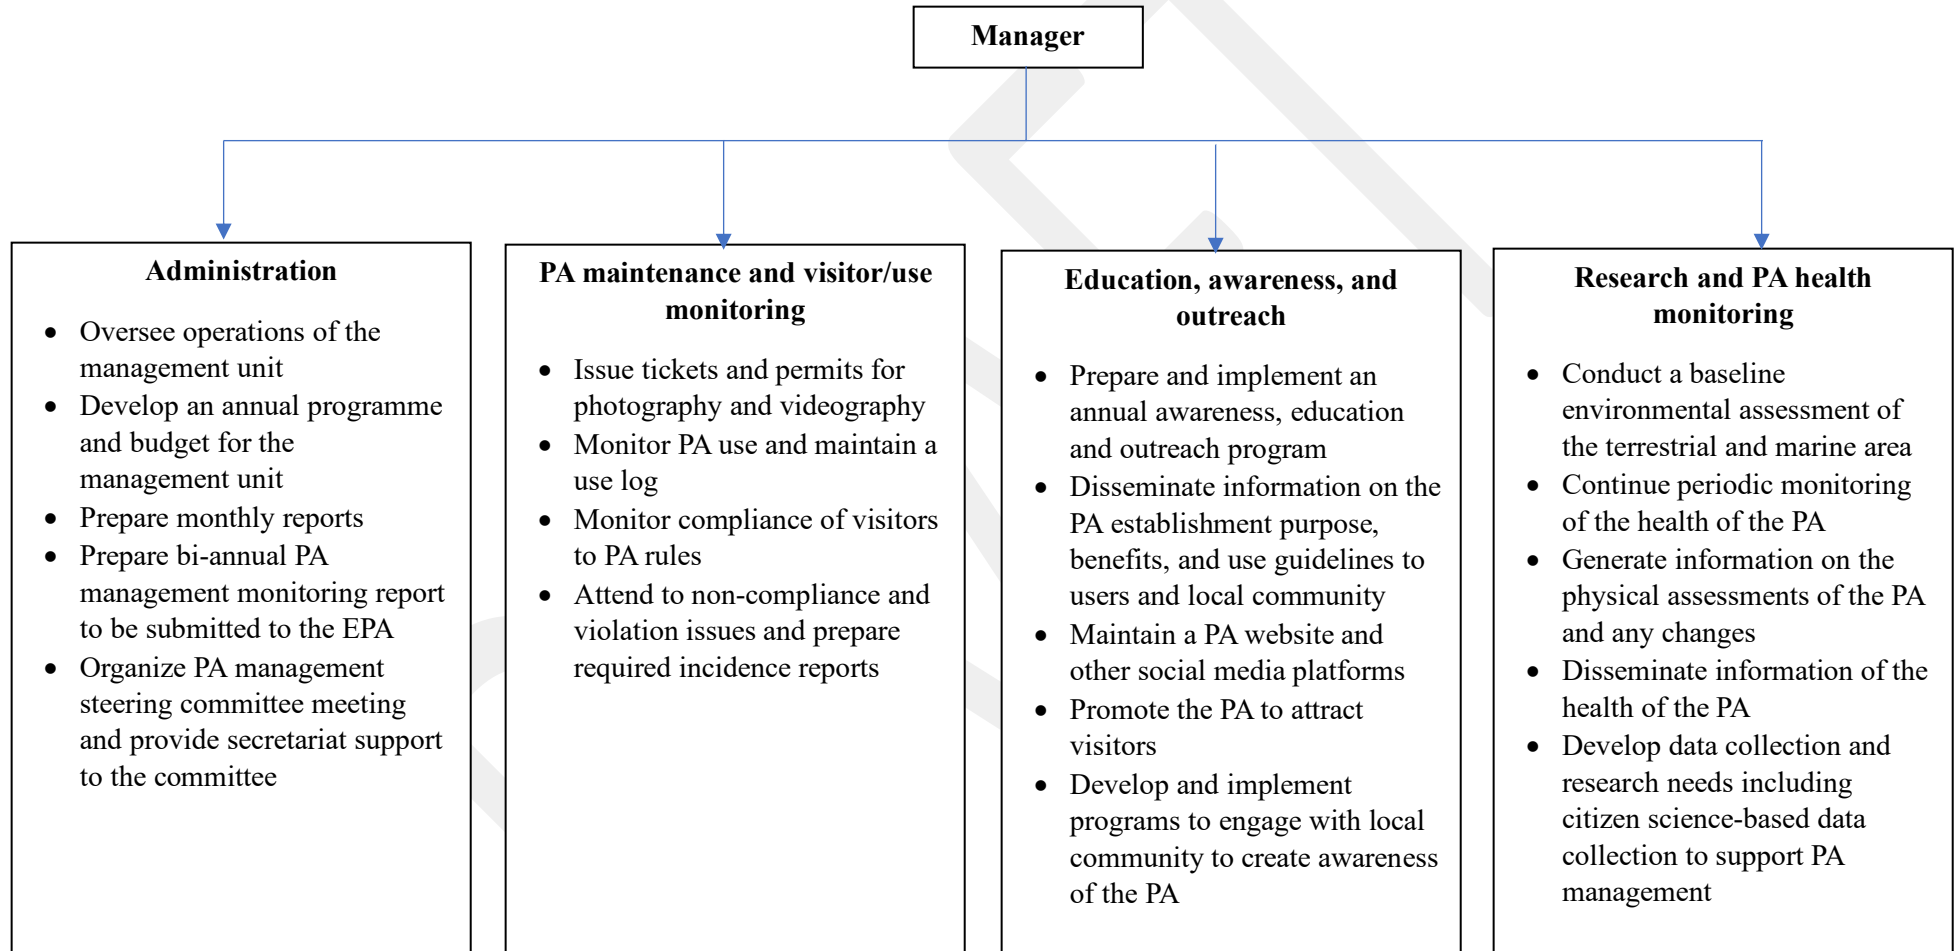 Manager
Administration
• Oversee operations of the
management unit
• Develop an annual programme
and budget for the
management unit
• Prepare monthly reports
• Prepare bi-annual PA
management monitoring report
to be submitted to the EPA
• Organize PA management
steering committee meeting
and provide secretariat support
to the committee
PA maintenance and visitor/use
monitoring
• Issue tickets and permits for
photography and videography
• Monitor PA use and maintain a
use log
• Monitor compliance of visitors
to PA rules
• Attend to non-compliance and
violation issues and prepare
required incidence reports
Education, awareness, and
outreach
• Prepare and implement an
annual awareness, education
and outreach program
• Disseminate information on the
PA establishment purpose,
benefits, and use guidelines to
users and local community
• Maintain a PA website and
other social media platforms
• Promote the PA to attract
visitors
• Develop and implement
programs to engage with local
community to create awareness
of the PA
Research and PA health
monitoring
• Conduct a baseline
environmental assessment of
the terrestrial and marine area
• Continue periodic monitoring
of the health of the PA
• Generate information on the
physical assessments of the PA
and any changes
• Disseminate information of the
health of the PA
• Develop data collection and
research needs including
citizen science-based data
collection to support PA
management